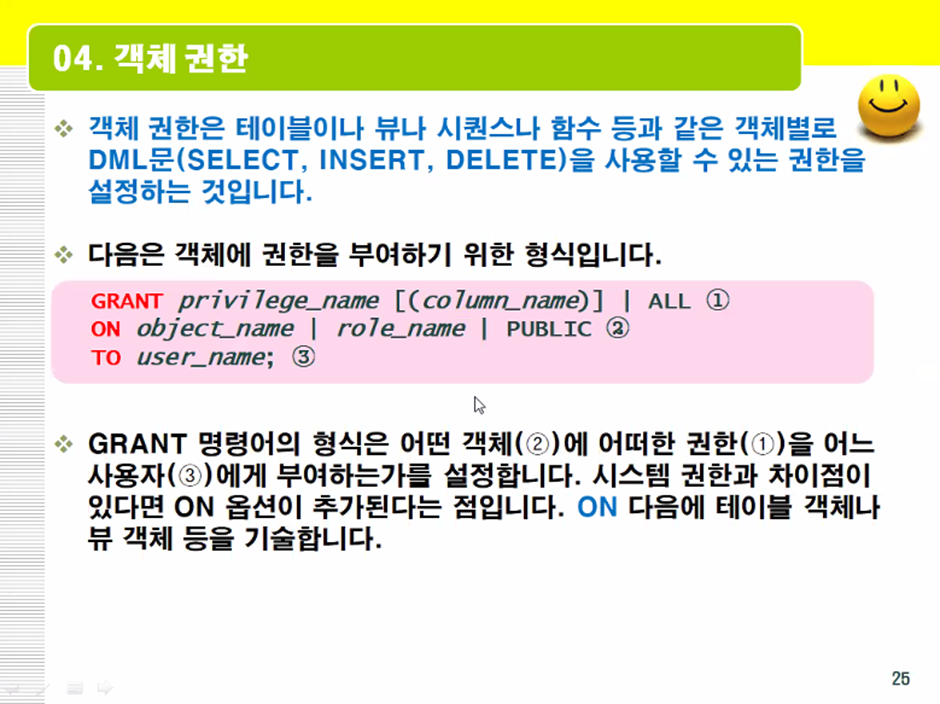 04. 객체 권한
객체 권한은 테이블이나 뷰나 시퀀스나 함수 등과 같은 객체별로
DML문(SELECT, INSERT, DELETE)을 사용할 수 있는 권한을
설정하는 것입니다.
다음은 객체에 권한을 부여하기 위한 형식입니다.
GRANT privilege_name [(column_name)] | ALL ①
ON object_name | role_name | PUBLIC ②
TO user_name; ③
GRANT 명령어의 형식은 어떤 객체(②)에 어떠한 권한(①)을 어느
사용자(③)에게 부여하는가를 설정합니다. 시스템 권한과 차이점이
있다면 ON 옵션이 추가된다는 점입니다. ON 다음에 테이블 객체나
뷰 객체 등을 기술합니다.
25